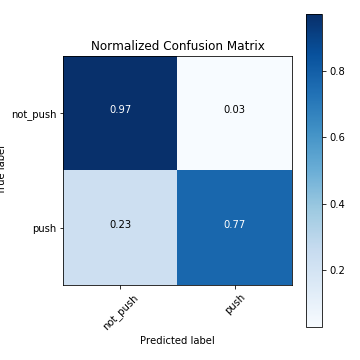 Normalized Confusion Matrix
not_push
0.97
0.03
push
0.23
0.77
not_push
push
Predicted label
label
0.8
0.6
0.4
0.2